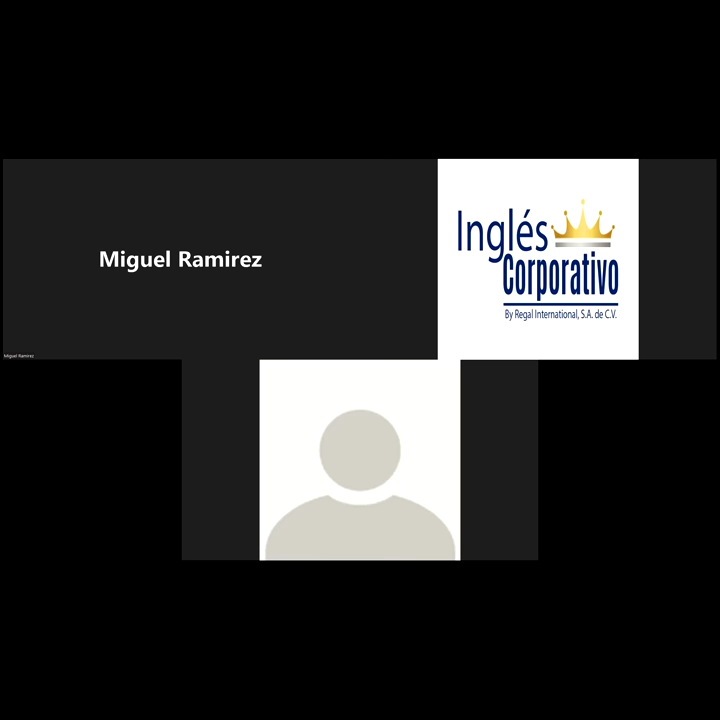 Miguel Ramirez
Miguel Ramirez
Inglés
Corporativo
By Regal International, S.A. de C.V.